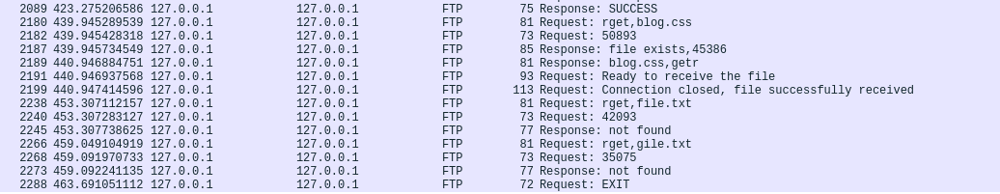 2089 423.275206586 127.0.0.1 127.0.0.1 FTP 75 Response: SUCCESS
2180 439.945289539 127.0.0.1 127.0.0.1 FTP 81 Request: rget,blog.css
2182 439.945428318 127.0.0.1 127.0.0.1 FTP 73 Request: 50893
2187 439.945734549 127.0.0.1 127.0.0.1 FTP 85 Response: file exists,45386
2189 440.946884751 127.0.0.1 127.0.0.1 FTP 81 Response: blog.css,getr
2191 440.946937568 127.0.0.1 127.0.0.1 FTP 93 Request: Ready to receive the file
2199 440.947414596 127.0.0.1 127.0.0.1 FTP 113 Request: Connection closed, file successfully received
2238 453.307112157 127.0.0.1 127.0.0.1 FTP 81 Request: rget,file.txt
2240 453.307283127 127.0.0.1 127.0.0.1 FTP 73 Request: 42093
2245 453.307738625 127.0.0.1 127.0.0.1 FTP 77 Response: not found
2266 459.049104919 127.0.0.1 127.0.0.1 FTP 81 Request: rget,gile.txt
2268 459.091970733 127.0.0.1 127.0.0.1 FTP 73 Request: 35075
2273 459.092241135 127.0.0.1 127.0.0.1 FTP 77 Response: not found
2288 463.691051112 127.0.0.1 127.0.0.1 FTP 72 Request: EXIT